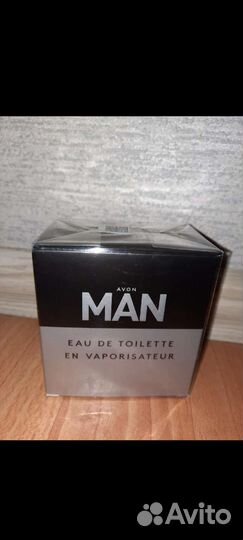 AVON
MAN
EAU DE TOILETTE
EN VAPORISATEUR
Avito